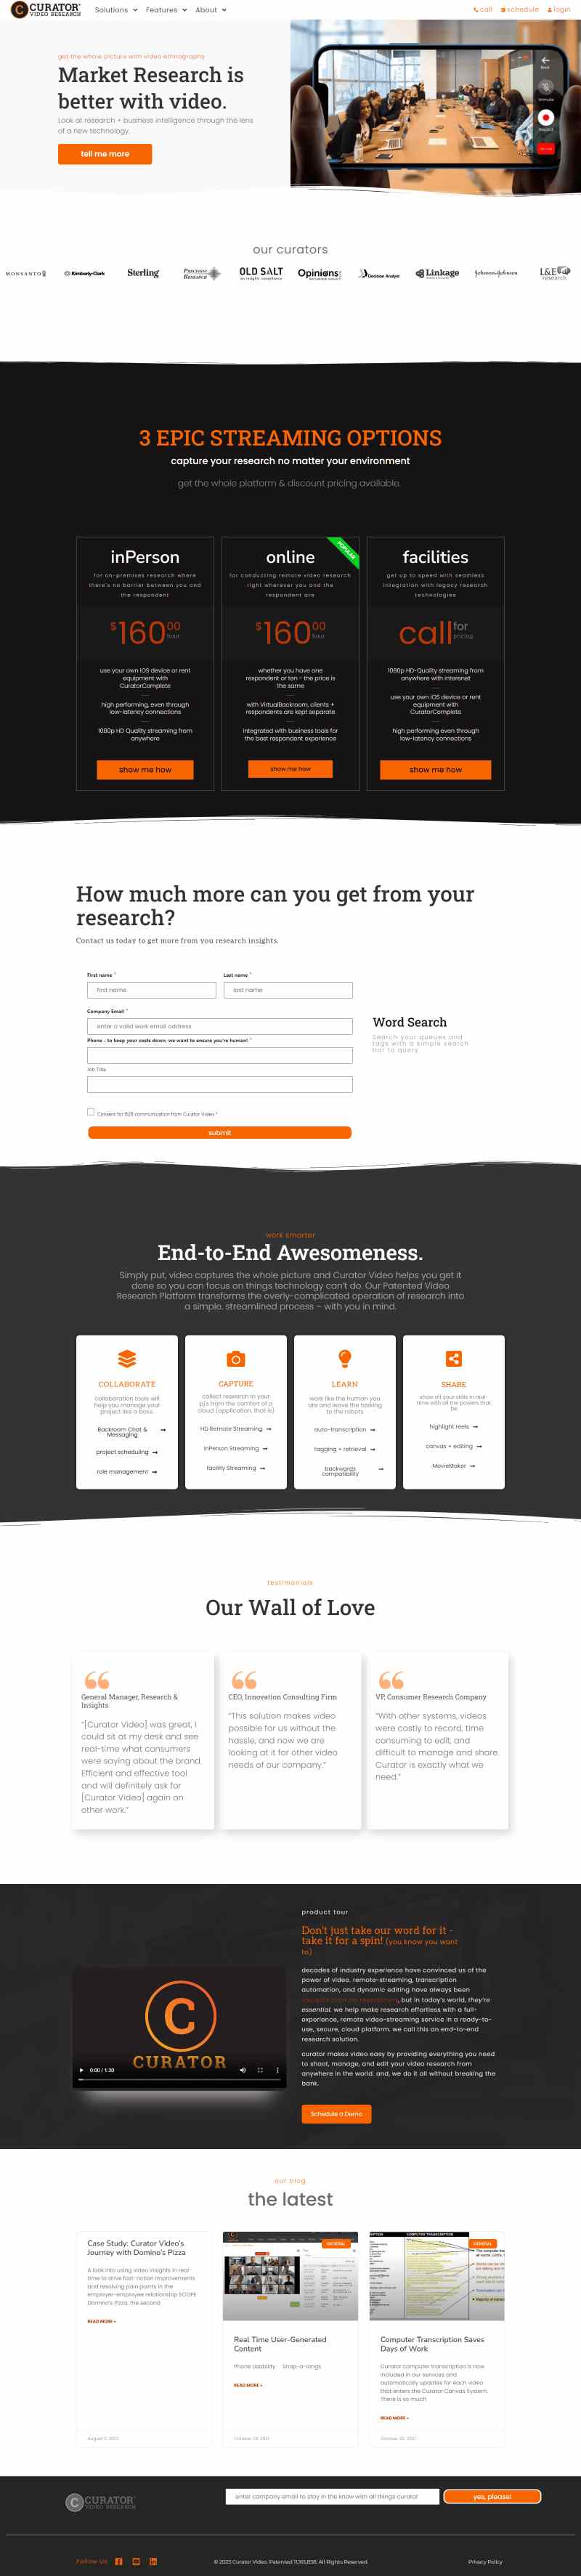 CURATOR
VIDEO RESEARCH
Solutions
Features
About
call
schedule
login
get the whole picture with video ethnography
Market Research is
better with video.
Look at research + business intelligence through the lens
of a new technology.
tell me more
Back
Unmute
Record
our curators
MONSANTO
Kimberly-Clark
Sterling
Precision
Research
OLD SALT
Opinions
Decision Analyst
Linkage
Johnson & Johnson
L&E
research
3 EPIC STREAMING OPTIONS
capture your research no matter your environment
get the whole platform & discount pricing available.
inPerson
for on-premises research where
there's no barrier between you and
the respondent
$160 00
hour
use your own iOS device or rent
equipment with
CuratorComplete
high performing, even through
low-latency connections
1080p HD Quality streaming from
anywhere
show me how
POPULAR
online
for conducting remote video research
right wherever you and the
respondent are
$160 00
hour
whether you have one
respondent or ten - the price is
the same
with VirtualBackroom, clients +
respondents are kept separate
integrated with business tools for
the best respondent experience
show me how
facilities
get up to speed with seamless
integration with legacy research
technologies
call for
pricing
1080p HD-Quality streaming from
anywhere with interenet
use your own iOS device or rent
equipment with
CuratorComplete
high performing even through
low-latency connections
show me how
How much more can you get from your
research?
Contact us today to get more from you research insights.
First name *
first name
Last name *
last name
Company Email *
enter a valid work email address
Phone - to keep your costs down, we want to ensure you're human! *
Job Title
Consent for B2B communication from Curator Video *
submit
Word Search
Search your queues and
tags with a simple search
bar to query
work smarter
End-to-End Awesomeness.
Simply put, video captures the whole picture and Curator Video helps you get it
done so you can focus on things technology can't do. Our Patented Video
Research Platform transforms the overly-complicated operation of research into
a simple, streamlined process – with you in mind.
COLLABORATE
collaboration tools will
help you manage your
project like a boss.
Backroom Chat &
Messaging
project scheduling
role management
CAPTURE
collect research in your
pj's from the comfort of a
cloud (application, that is)
HD Remote Streaming
InPerson Streaming
facility Streaming
LEARN
work like the human you
are and leave the tasking
to the robots
auto-transcription
tagging + retrieval
backwards
compatibility
SHARE
show off your skills in real-
time with all the powers that
be
highlight reels
canvas + editing
MovieMaker
testimonials
Our Wall of Love
General Manager, Research &
Insights
"[Curator Video] was great, I
could sit at my desk and see
real-time what consumers
were saying about the brand.
Efficient and effective tool
and will definitely ask for
[Curator Video] again on
other work."
CEO, Innovation Consulting Firm
"This solution makes video
possible for us without the
hassle, and now we are
looking at it for other video
needs of our company."
VP, Consumer Research Company
"With other systems, videos
were costly to record, time
consuming to edit, and
difficult to manage and share.
Curator is exactly what we
need."
product tour
Don't just take our word for it -
take it for a spin! (you know you want
to)
decades of industry experience have convinced us of the
power of video. remote-streaming, transcription
automation, and dynamic editing have always been
, but in today's world, they're
essential. we help make research effortless with a full-
experience, remote video-streaming service in a ready-to-
use, secure, cloud platform. we call this an end-to-end
research solution.
curator makes video easy by providing everything you need
to shoot, manage, and edit your video research from
anywhere in the world. and, we do it all without breaking the
bank.
Schedule a Demo
C
CURATOR
0:00 / 1:30
our blog
the latest
Case Study: Curator Video's
Journey with Domino's Pizza
A look into using video insights in real-
time to drive fast-action improvements
and resolving pain points in the
employer-employee relationship SCOPE
Domino's Pizza, the second
READ MORE »
GENERAL
Real Time User-Generated
Content
Phone Usability Snap-a-longs
READ MORE »
GENERAL
COMPUTER TRANSCRIPTION
Computer Transcription Saves
Days of Work
Curator computer transcription is now
included in our services and
automatically updates for each video
that enters the Curator Canvas System.
There is so much
READ MORE »
CURATOR
VIDEO RESEARCH
enter company email to stay in the know with all things curator
yes, please!
Follow Us
© 2023 Curator Video. Patented 11,165,838. All Rights Reserved.
Privacy Policy